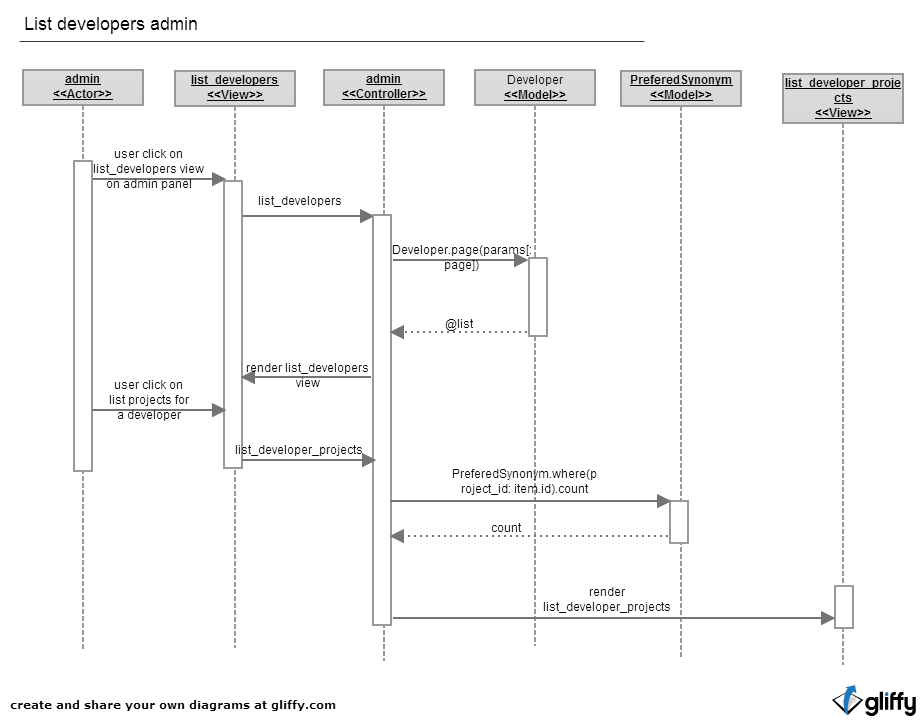 List developers admin
admin
<<Actor>>
list_developers
<<View>>
admin
<<Controller>>
Developer
<<Model>>
PreferedSynonym
<<Model>>
list_developer_proje
cts
<<View>>
user click on
list_developers view
on admin panel
list_developers
Developer.page(params[:
page])
@list
render list_developers
view
user click on
list projects for
a developer
list_developer_projects
PreferedSynonym.where(p
roject_id: item.id).count
count
render
list_developer_projects
create and share your own diagrams at gliffy.com
gliffy